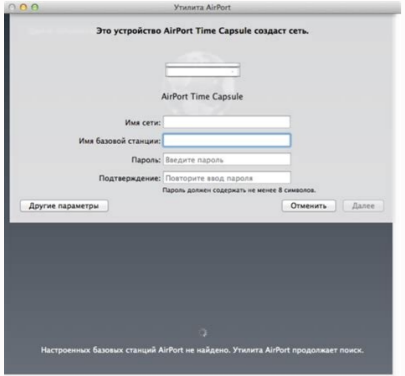 Утилита AirPort
Это устройство AirPort Time Capsule создаст сеть.
AirPort Time Capsule
Имя сети:
Имя базовой станции:
Пароль: Введите пароль
Подтверждение: Повторите ввод пароля
Пароль должен содержать не менее 8 символов.
Другие параметры Отменить Далее
Настроенных базовых станций AirPort не найдено. Утилита AirPort продолжает поиск.